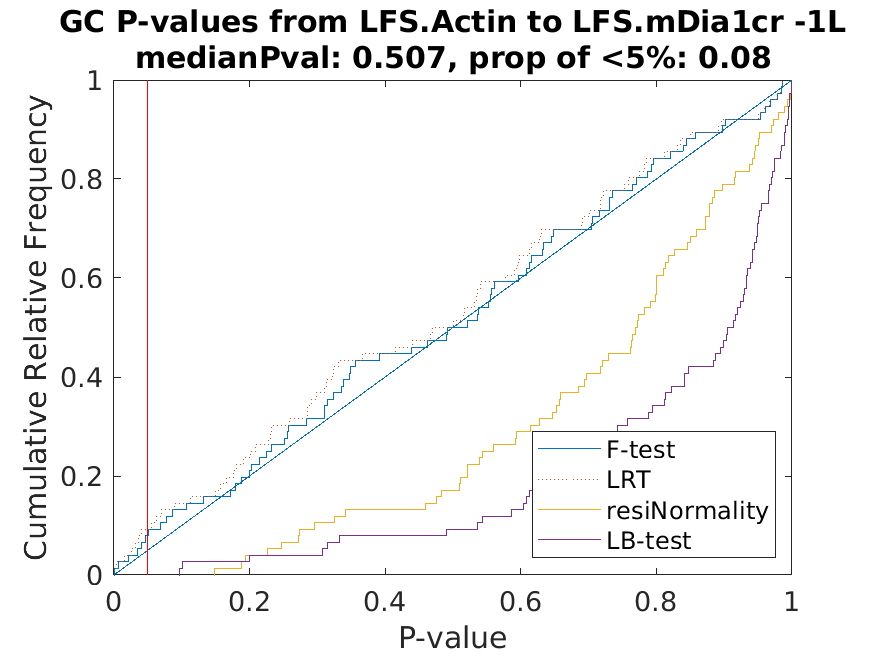 GC P-values from LFS.Actin to LFS.mDia1cr -1L
medianPval: 0.507, prop of <5%: 0.08
Cumulative Relative Frequency
1
0.8
0.6
0.4
0.2
0
0
0.2
0.4
0.6
0.8
1
P-value
F-test
LRT
resiNormality
LB-test